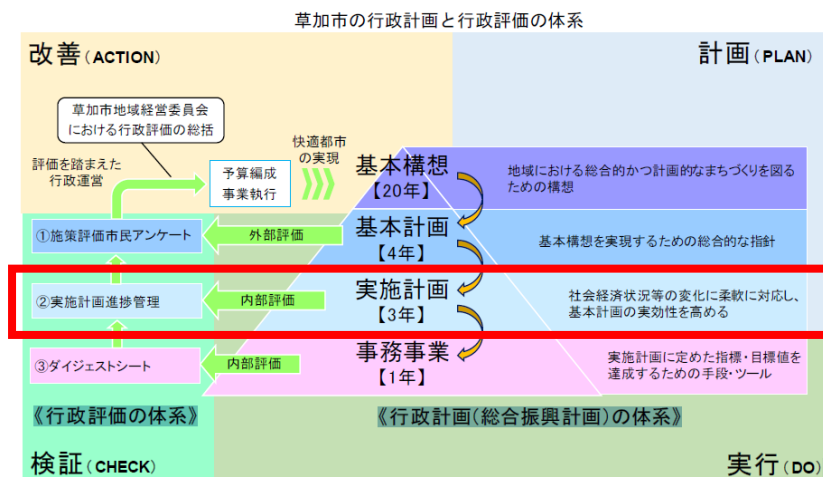 草加市の行政計画と行政評価の体系
改善(ACTION)
計画(PLAN)
草加市地域経営委員会
における行政評価の総括
評価を踏まえた
行政運営
予算編成
事業執行
快適都市
の実現
基本構想
【20年】
地域における総合的かつ計画的なまちづくりを図る
ための構想
①施策評価市民アンケート
外部評価
基本計画
【4年】
基本構想を実現するための総合的な指針
②実施計画進捗管理
内部評価
実施計画
【3年】
社会経済状況等の変化に柔軟に対応し、
基本計画の実効性を高める
③ダイジェストシート
内部評価
事務事業
【1年】
実施計画に定めた指標・目標値を
達成するための手段・ツール
《行政評価の体系》
《行政計画(総合振興計画)の体系》
検証(CHECK)
実行(DO)